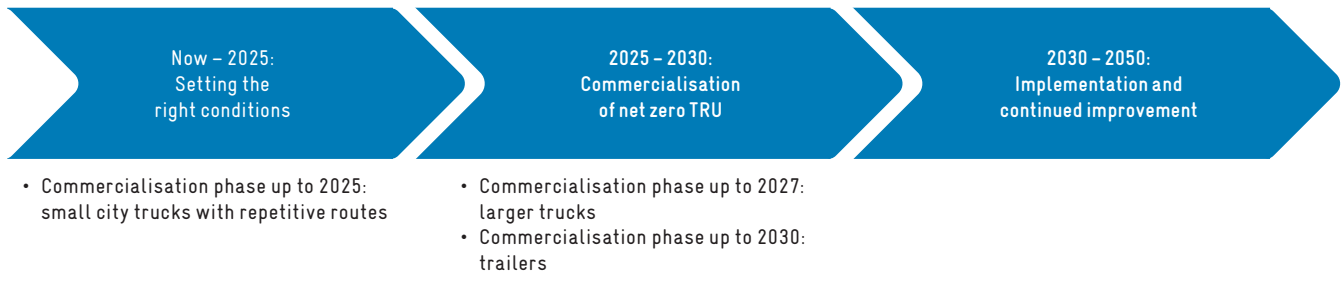 Now – 2025:
Setting the
right conditions
2025 – 2030:
Commercialisation
of net zero TRU
2030 – 2050:
Implementation and
continued improvement
• Commercialisation phase up to 2025:
small city trucks with repetitive routes
• Commercialisation phase up to 2027:
larger trucks
• Commercialisation phase up to 2030:
trailers